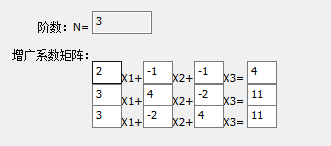 阶数：N= 3
增广系数矩阵：
2 X1+ -1 X2+ -1 X3= 4
3 X1+ 4 X2+ -2 X3= 11
3 X1+ -2 X2+ 4 X3= 11